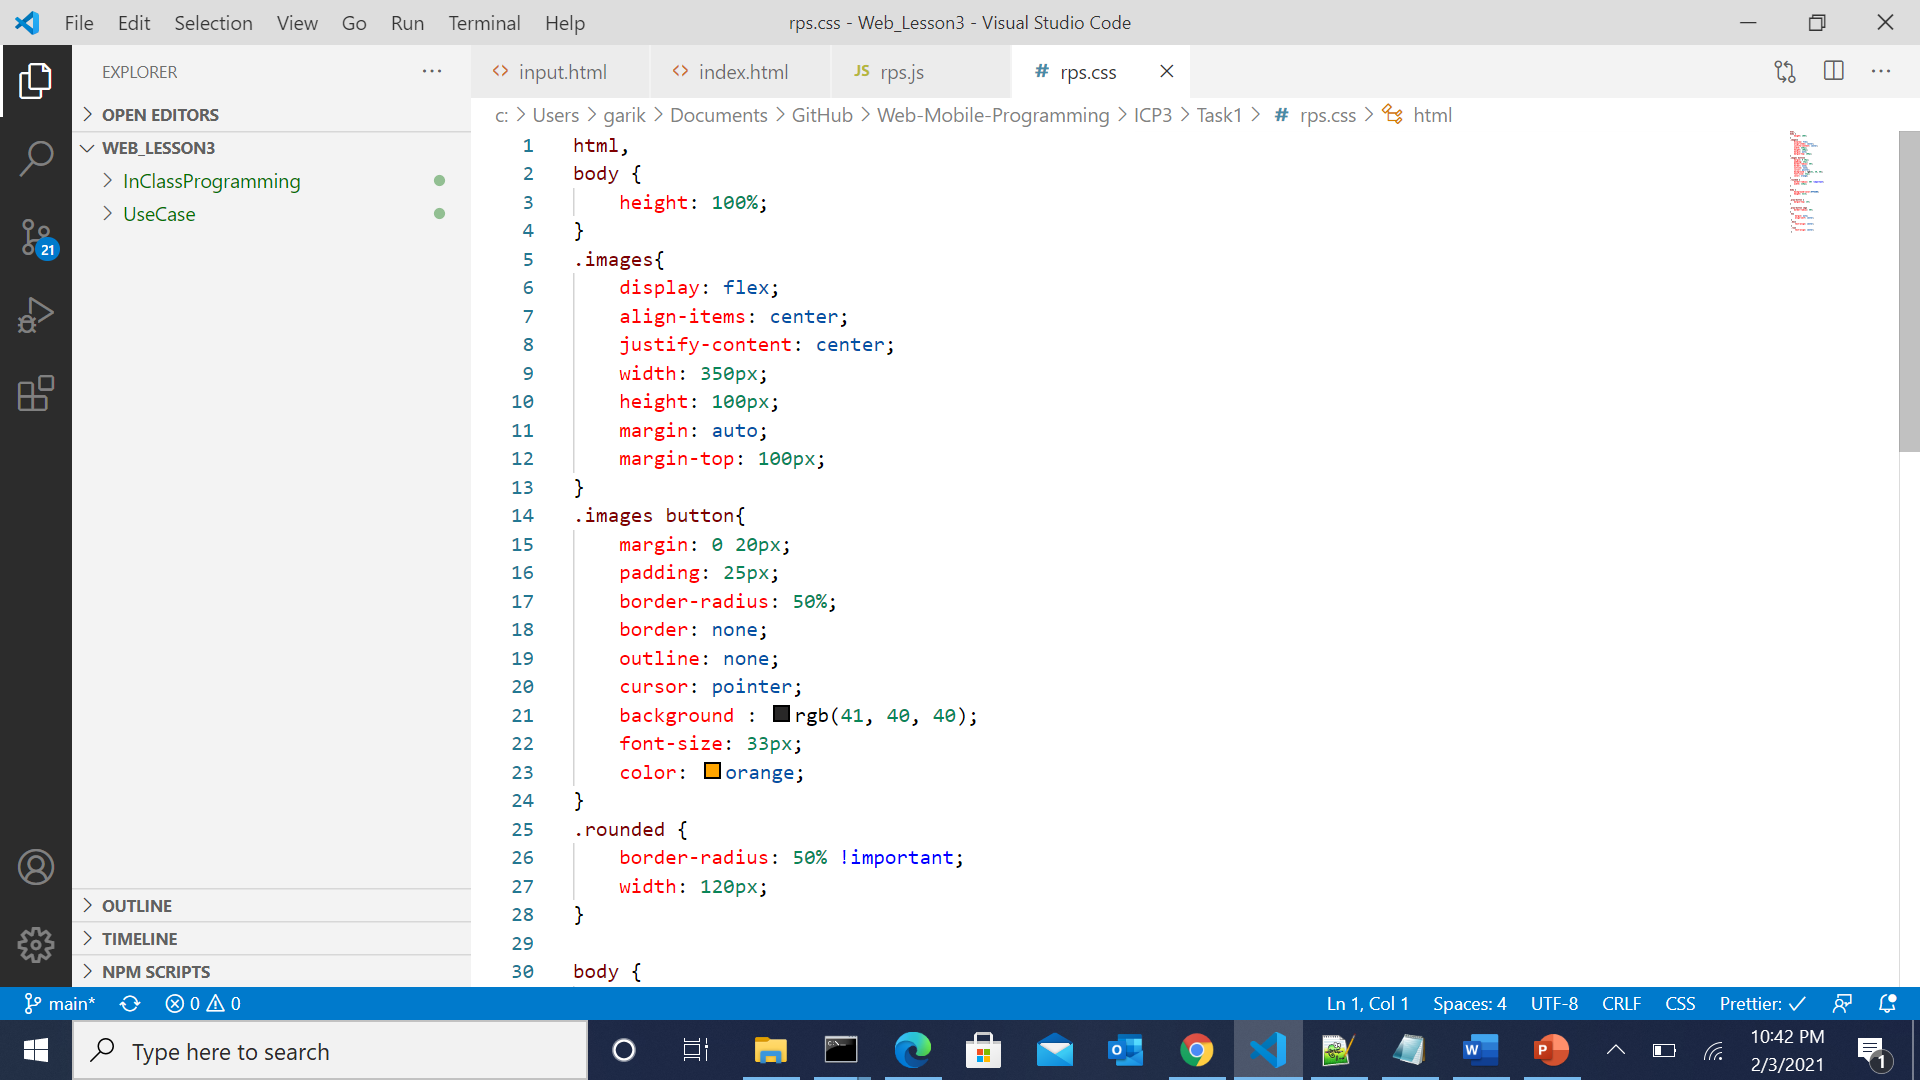 File Edit Selection View Go Run Terminal Help rps.css - Web_Lesson3 - Visual Studio Code
EXPLORER
OPEN EDITORS
WEB_LESSON3
InClassProgramming
UseCase
OUTLINE
TIMELINE
NPM SCRIPTS
21
input.html index.html JS rps.js # rps.css
c: > Users > garik > Documents > GitHub > Web-Mobile-Programming > ICP3 > Task1 > # rps.css > html
1 html,
2 body {
3 height: 100%;
4 }
5 .images{
6 display: flex;
7 align-items: center;
8 justify-content: center;
9 width: 350px;
10 height: 100px;
11 margin: auto;
12 margin-top: 100px;
13 }
14 .images button{
15 margin: 0 20px;
16 padding: 25px;
17 border-radius: 50%;
18 border: none;
19 outline: none;
20 cursor: pointer;
21 background : rgb(41, 40, 40);
22 font-size: 33px;
23 color: orange;
24 }
25 .rounded {
26 border-radius: 50% !important;
27 width: 120px;
28 }
29
30 body {
main* 0 0 Ln 1, Col 1 Spaces: 4 UTF-8 CRLF CSS Prettier: ✓
Type here to search
10:42 PM
2/3/2021
1